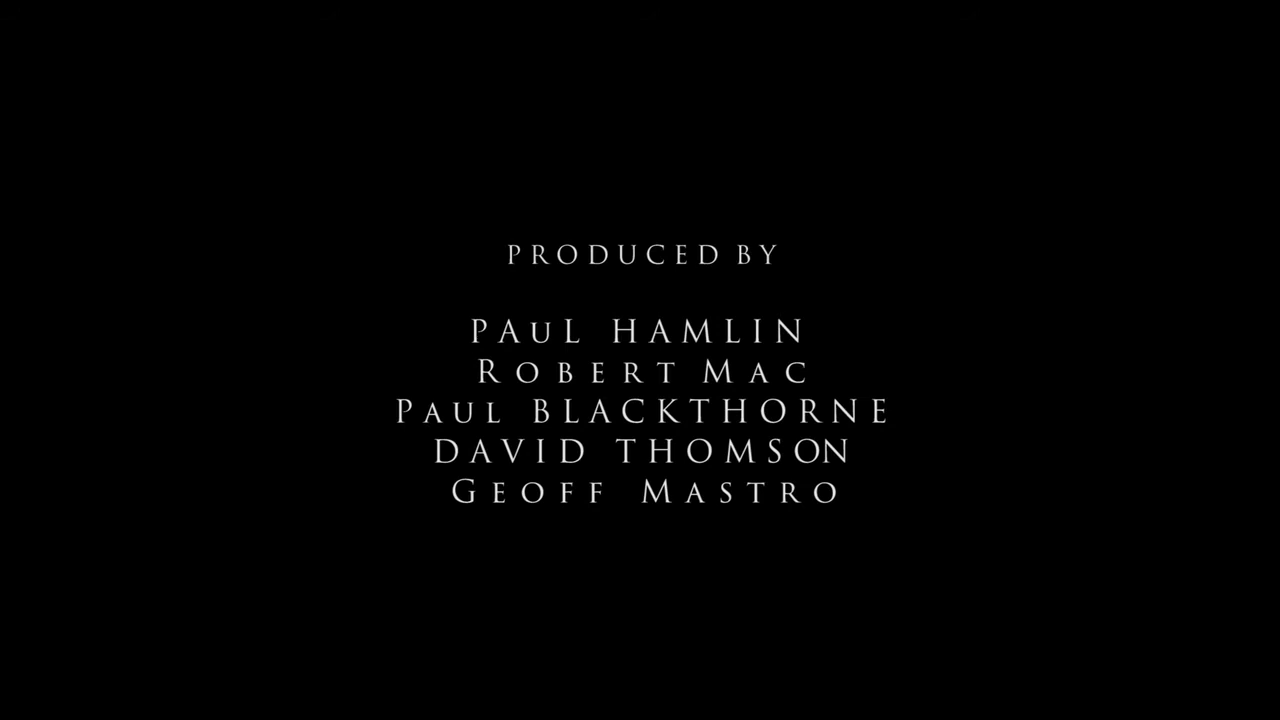 PRODUCED BY
PAUL HAMLIN
ROBERT MAC
PAUL BLACKTHORNE
DAVID THOMSON
GEOFF MASTRO